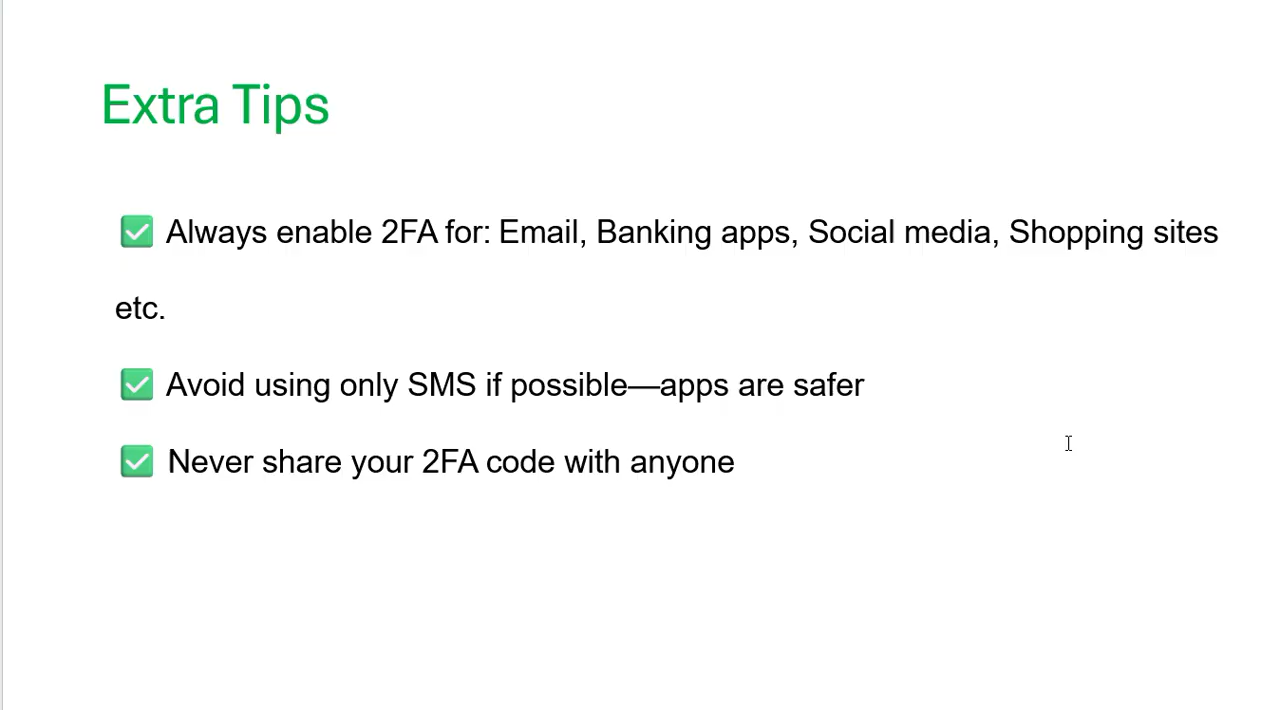 Extra Tips
✅ Always enable 2FA for: Email, Banking apps, Social media, Shopping sites
etc.
✅ Avoid using only SMS if possible—apps are safer
✅ Never share your 2FA code with anyone